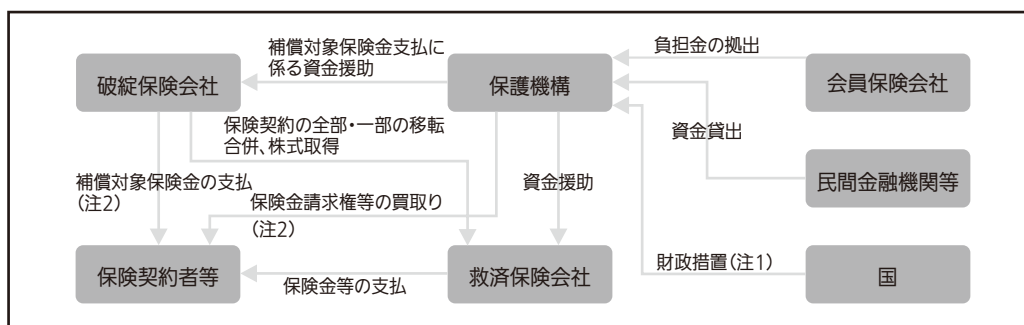 補償対象保険金支払に
係る資金援助
負担金の拠出
破綻保険会社
保護機構
会員保険会社
保険契約の全部・一部の移転
合併、株式取得
資金貸出
補償対象保険金の支払
(注2)
資金援助
民間金融機関等
保険金請求権等の買取り
(注2)
財政措置(注1)
保険契約者等
保険金等の支払
救済保険会社
国